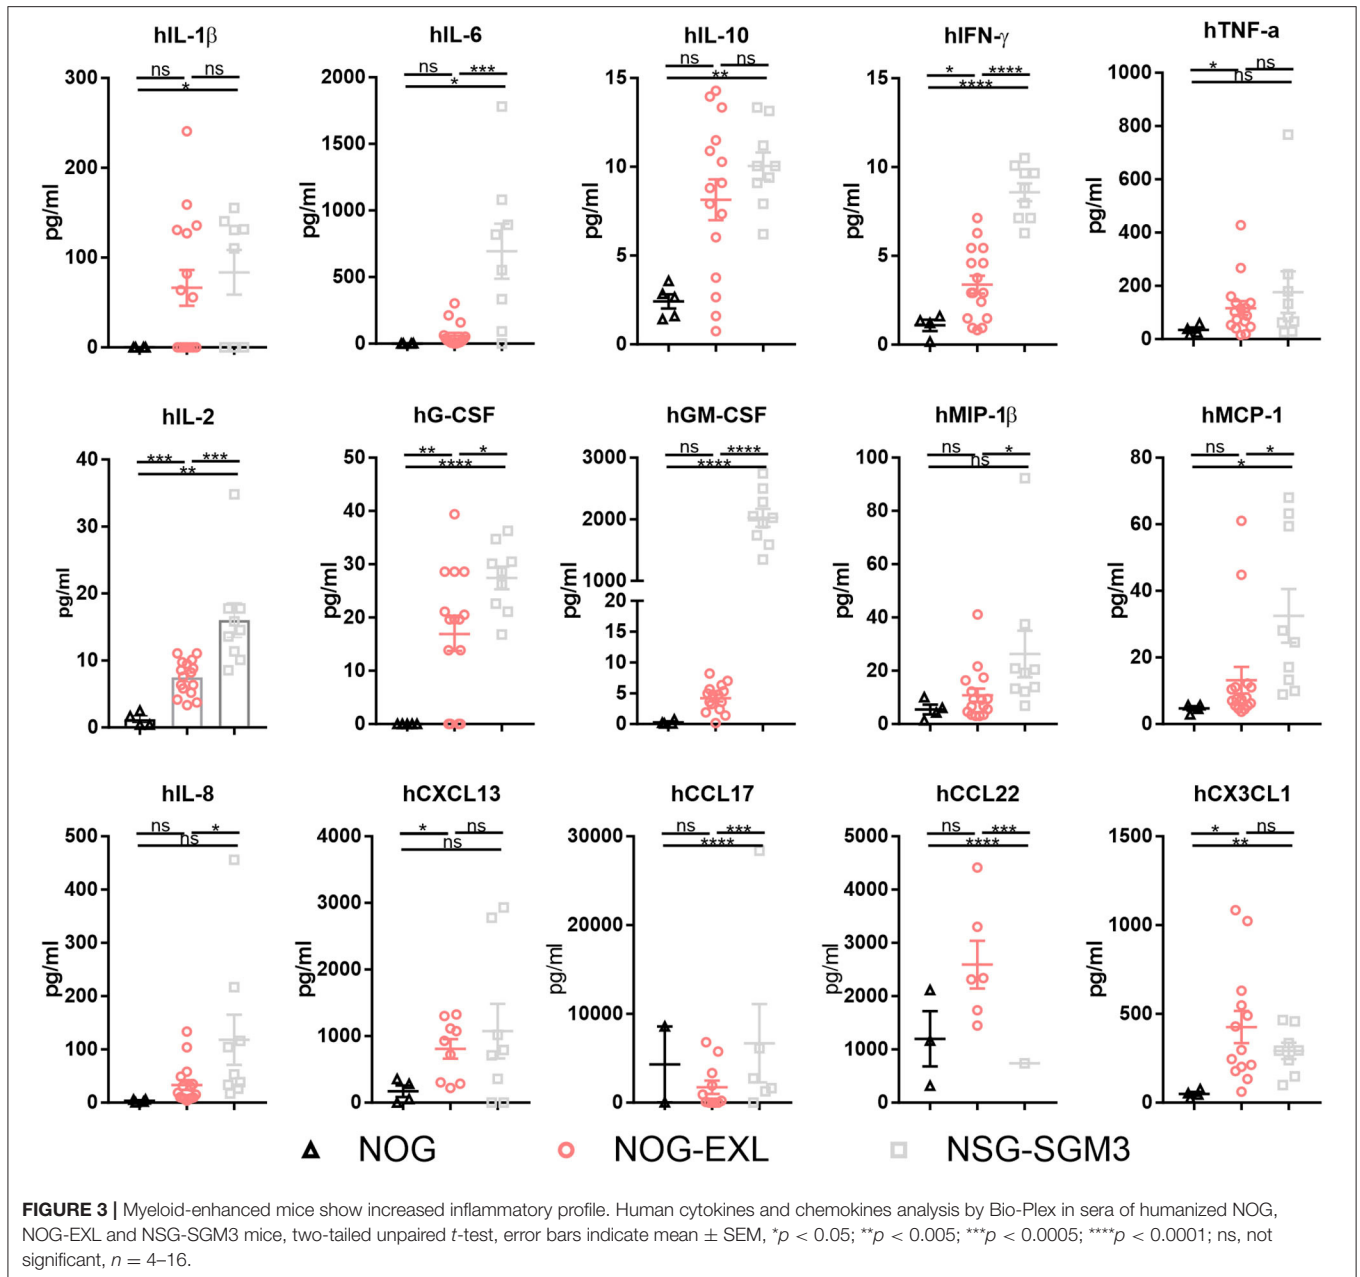 hIL-1β
hIL-6
hIL-10
hIFN-γ
hTNF-a
ns ns
*
ns ***
*
ns ns
**
* ****
****
* ns
ns
pg/ml
300
200
100
0
pg/ml
2000
1500
1000
500
0
pg/ml
15
10
5
0
pg/ml
15
10
5
0
pg/ml
1000
800
600
400
200
0
hIL-2
hG-CSF
hGM-CSF
hMIP-1β
hMCP-1
*** ***
**
** *
****
ns ****
****
ns *
ns
ns *
*
pg/ml
40
30
20
10
0
pg/ml
50
40
30
20
10
0
pg/ml
3000
2000
1000
20
15
10
5
0
pg/ml
100
80
60
40
20
0
pg/ml
80
60
40
20
0
hIL-8
hCXCL13
hCCL17
hCCL22
hCX3CL1
ns *
ns
* ns
ns
ns ***
****
ns ***
****
* ns
**
pg/ml
500
400
300
200
100
0
pg/ml
4000
3000
2000
1000
0
pg/ml
30000
20000
10000
0
pg/ml
5000
4000
3000
2000
1000
0
pg/ml
1500
1000
500
0
NOG NOG-EXL NSG-SGM3
FIGURE 3 | Myeloid-enhanced mice show increased inflammatory profile. Human cytokines and chemokines analysis by Bio-Plex in sera of humanized NOG,
NOG-EXL and NSG-SGM3 mice, two-tailed unpaired t-test, error bars indicate mean ± SEM, *p < 0.05; **p < 0.005; ***p < 0.0005; ****p < 0.0001; ns, not
significant, n = 4–16.